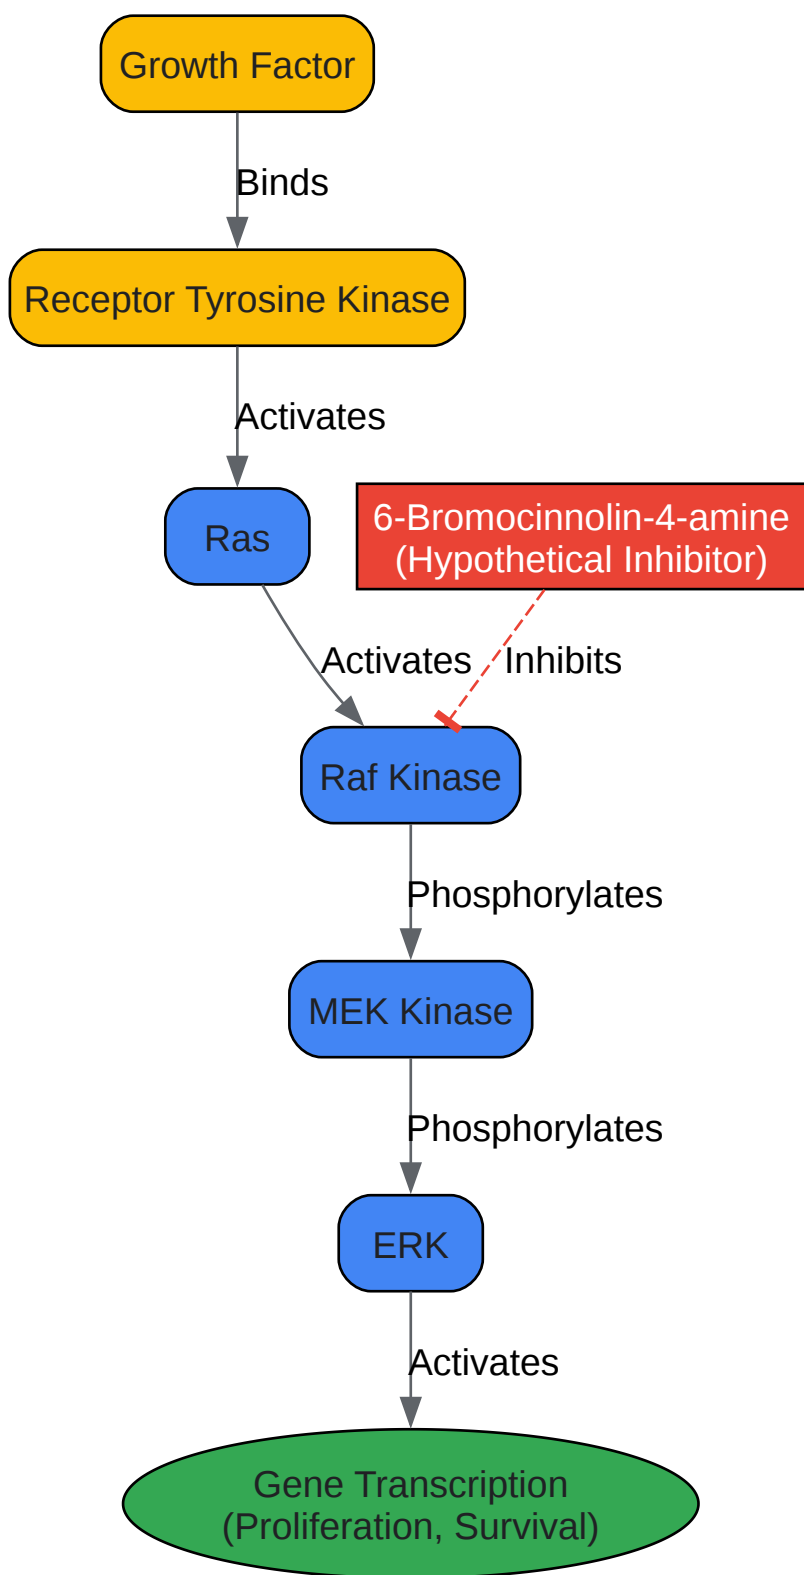 Growth Factor
Binds
Receptor Tyrosine Kinase
Activates
Ras
6-Bromocinnolin-4-amine
(Hypothetical Inhibitor)
Activates
Inhibits
Raf Kinase
Phosphorylates
MEK Kinase
Phosphorylates
ERK
Activates
Gene Transcription
(Proliferation, Survival)